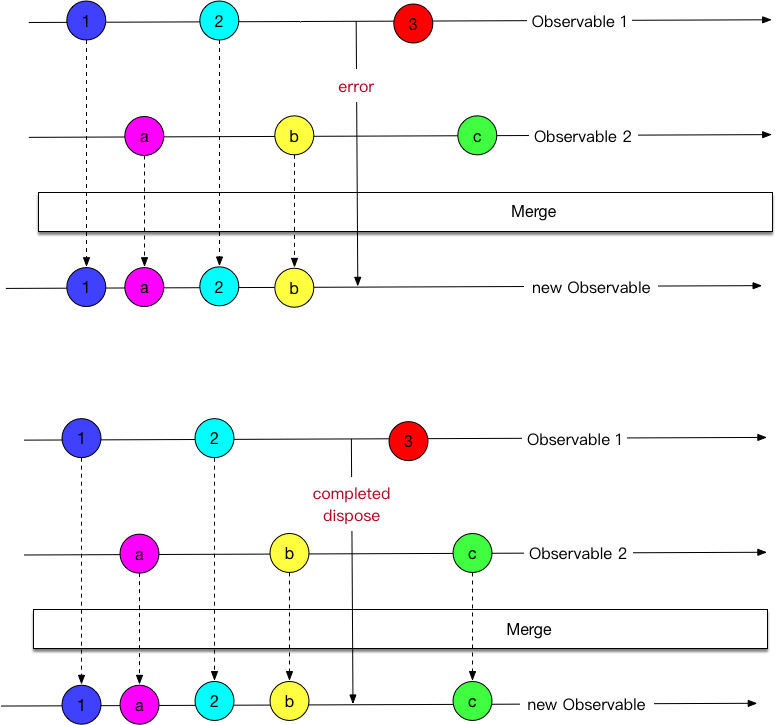 1 2 3 Observable 1
error
a b c Observable 2
Merge
1 a 2 b new Observable
1 2 3 Observable 1
completed
dispose
a b c Observable 2
Merge
1 a 2 b c new Observable